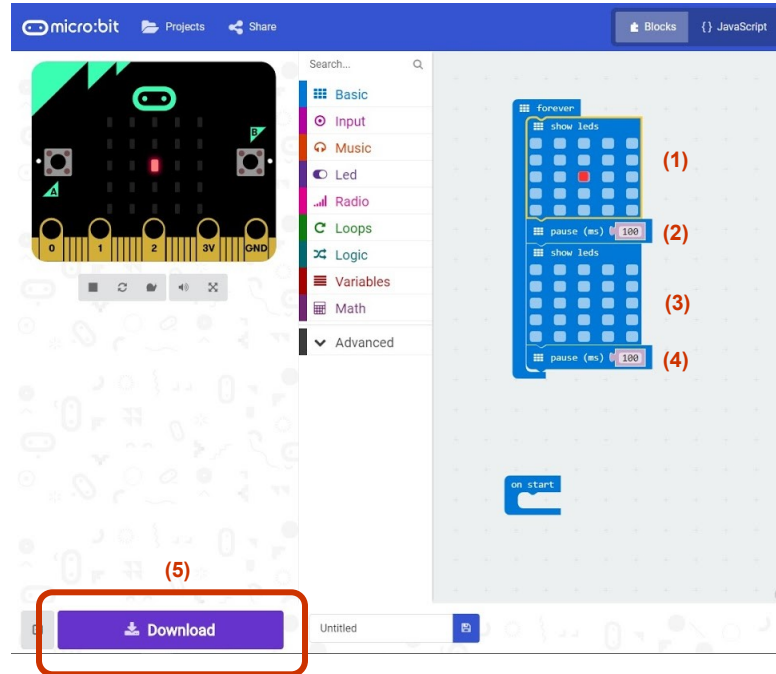 micro:bit Projects Share Blocks {} JavaScript
Search...
Basic
Input
Music
Led
Radio
Loops
Logic
Variables
Math
Advanced
B
A
0 1 2 3V GND
forever
show leds
(1)
pause (ms) 100 (2)
show leds
(3)
pause (ms) 100 (4)
on start
(5)
Download
Untitled